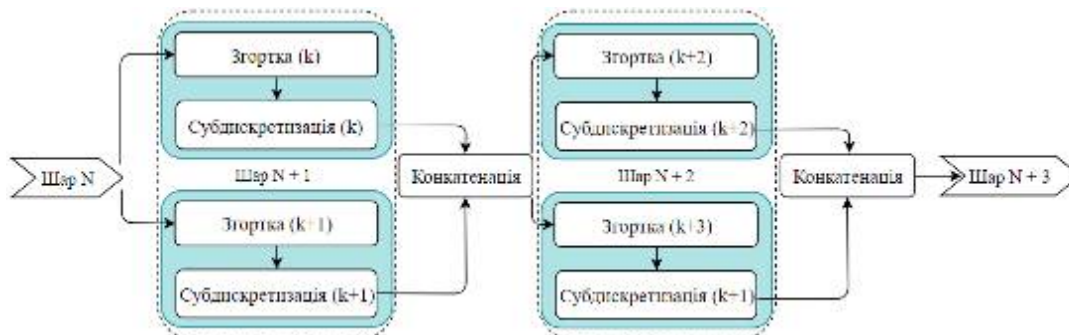 Шар N
Згортка (k)
Субдискретизація (k)
Шар N + 1
Згортка (k+1)
Субдискретизація (k+1)
Конкатенація
Згортка (k+2)
Субдискретизація (k+2)
Шар N + 2
Згортка (k+3)
Субдискретизація (k+1)
Конкатенація
Шар N + 3